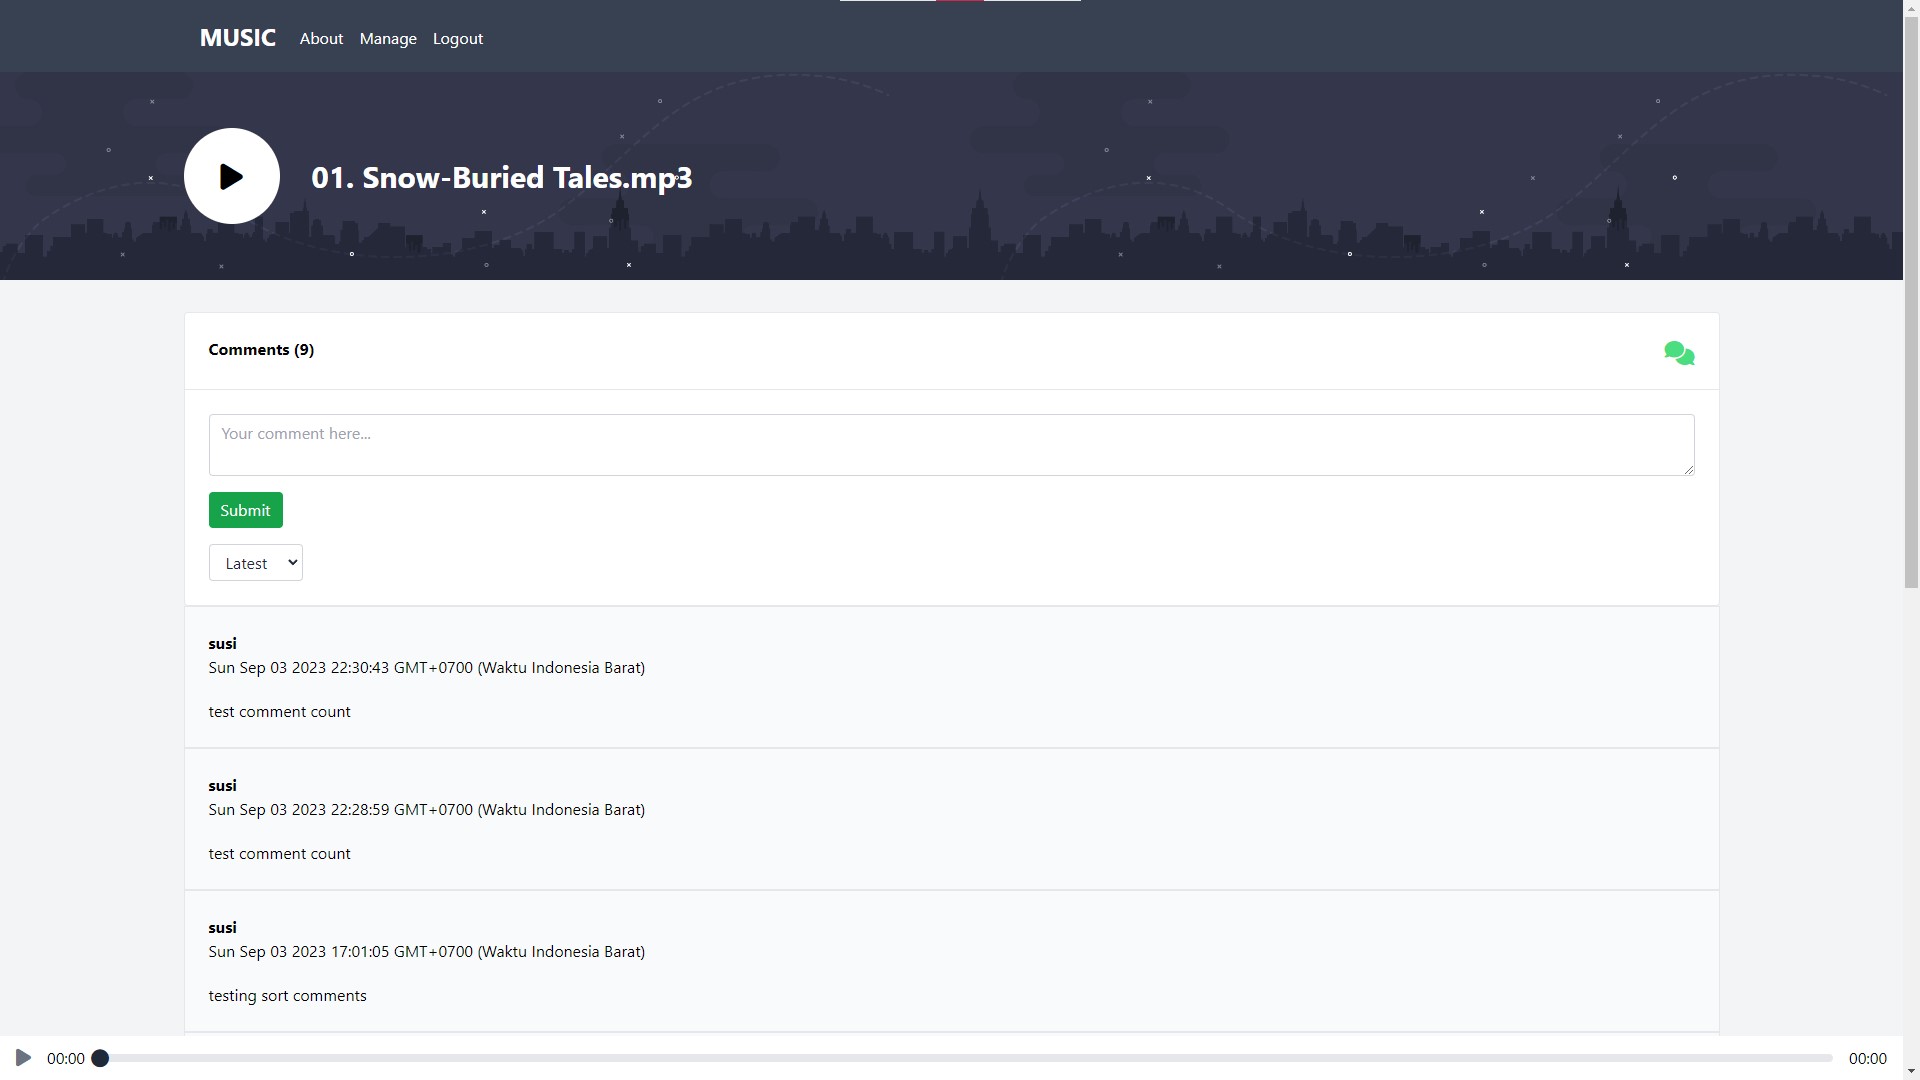 MUSIC About Manage Logout
01. Snow-Buried Tales.mp3
Comments (9)
Your comment here...
Submit
Latest
susi
Sun Sep 03 2023 22:30:43 GMT+0700 (Waktu Indonesia Barat)
test comment count
susi
Sun Sep 03 2023 22:28:59 GMT+0700 (Waktu Indonesia Barat)
test comment count
susi
Sun Sep 03 2023 17:01:05 GMT+0700 (Waktu Indonesia Barat)
testing sort comments
00:00 00:00